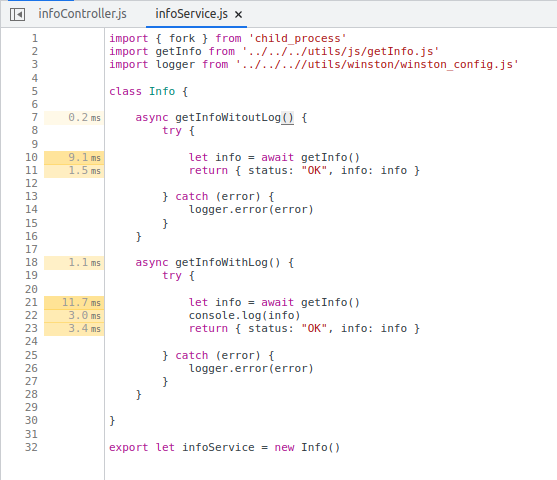 infoController.js infoService.js ×
1 import { fork } from 'child_process'
2 import getInfo from '../../../utils/js/getInfo.js'
3 import logger from '../../..//utils/winston/winston_config.js'
4
5 class Info {
6
7 0.2 ms async getInfoWitoutLog() {
8 try {
9
10 9.1 ms let info = await getInfo()
11 1.5 ms return { status: "OK", info: info }
12
13 } catch (error) {
14 logger.error(error)
15 }
16 }
17
18 1.1 ms async getInfoWithLog() {
19 try {
20
21 11.7 ms let info = await getInfo()
22 3.0 ms console.log(info)
23 3.4 ms return { status: "OK", info: info }
24
25 } catch (error) {
26 logger.error(error)
27 }
28 }
29
30 }
31
32 export let infoService = new Info()